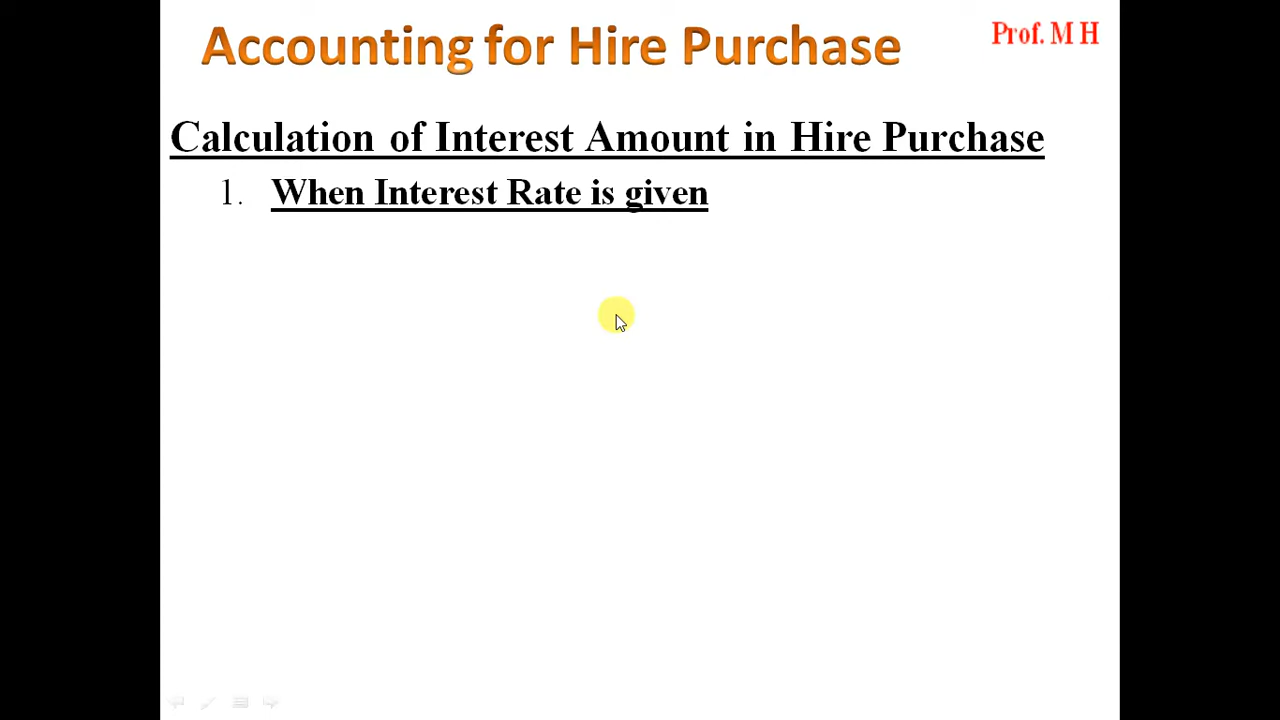 Accounting for Hire Purchase
Prof. M H
Calculation of Interest Amount in Hire Purchase
1. When Interest Rate is given